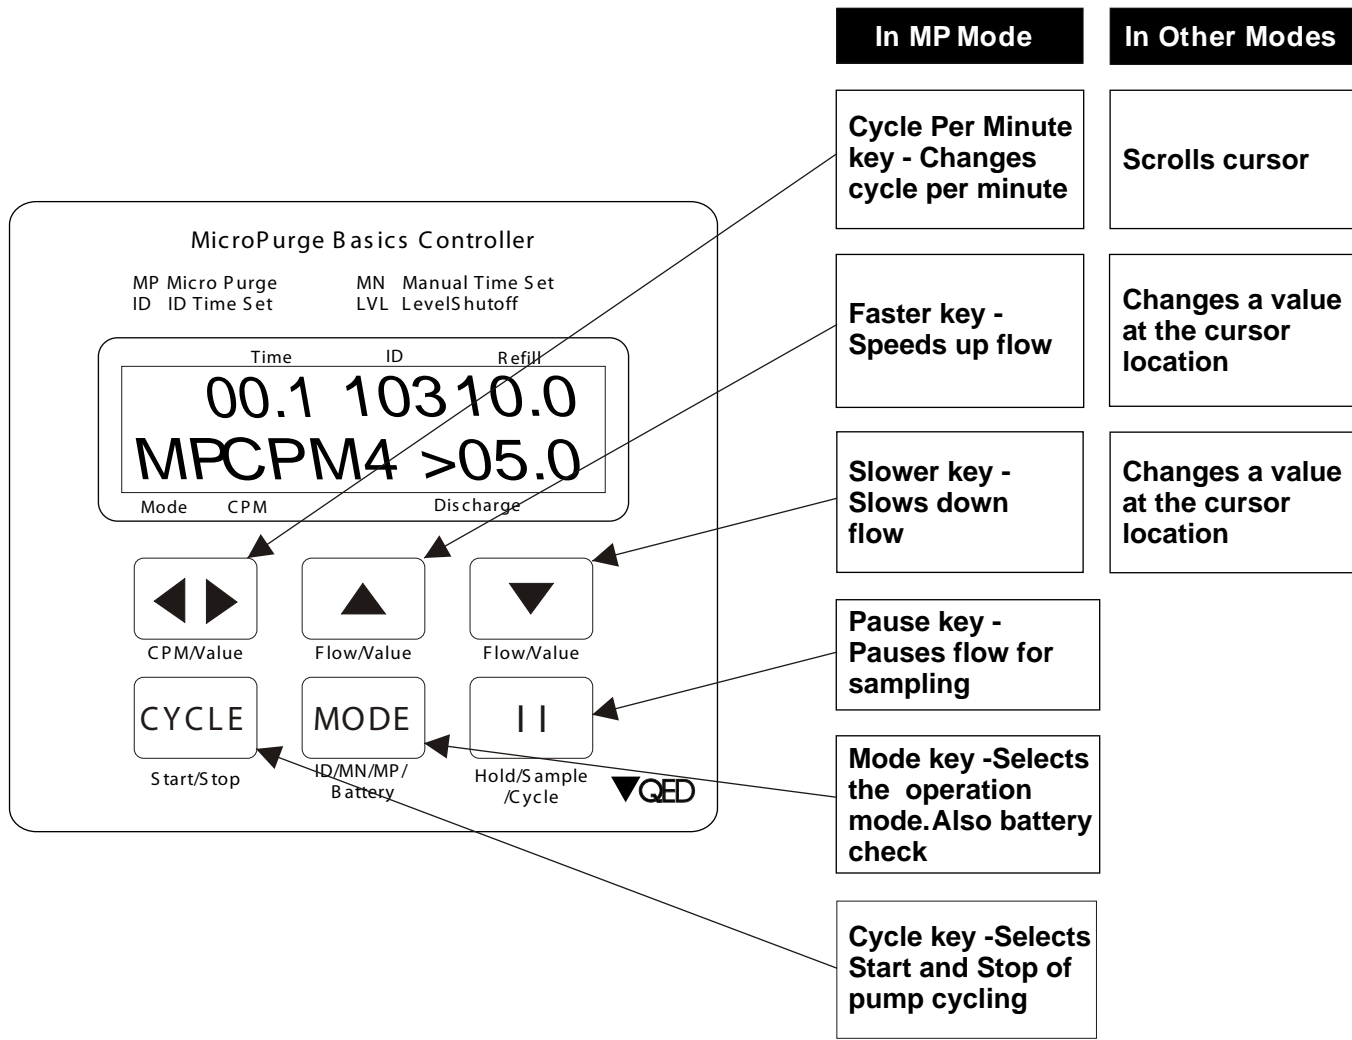 In MP Mode
In Other Modes
Cycle Per Minute
key - Changes
cycle per minute
Scrolls cursor
Faster key -
Speeds up flow
Changes a value
at the cursor
location
Slower key -
Slows down
flow
Changes a value
at the cursor
location
Pause key -
Pauses flow for
sampling
Mode key -Selects
the operation
mode. Also battery
check
Cycle key -Selects
Start and Stop of
pump cycling
MicroPurge Basics Controller
MP Micro Purge
MN Manual Time Set
ID ID Time Set
LVL LevelShutoff
Time ID Refill
00.1 103 10.0
MPCPM4 >05.0
Mode CPM Discharge
CPM/Value
Flow/Value
Flow/Value
CYCLE
MODE
II
Start/Stop
ID/MN/MP/
Battery
Hold/Sample
/Cycle
QED